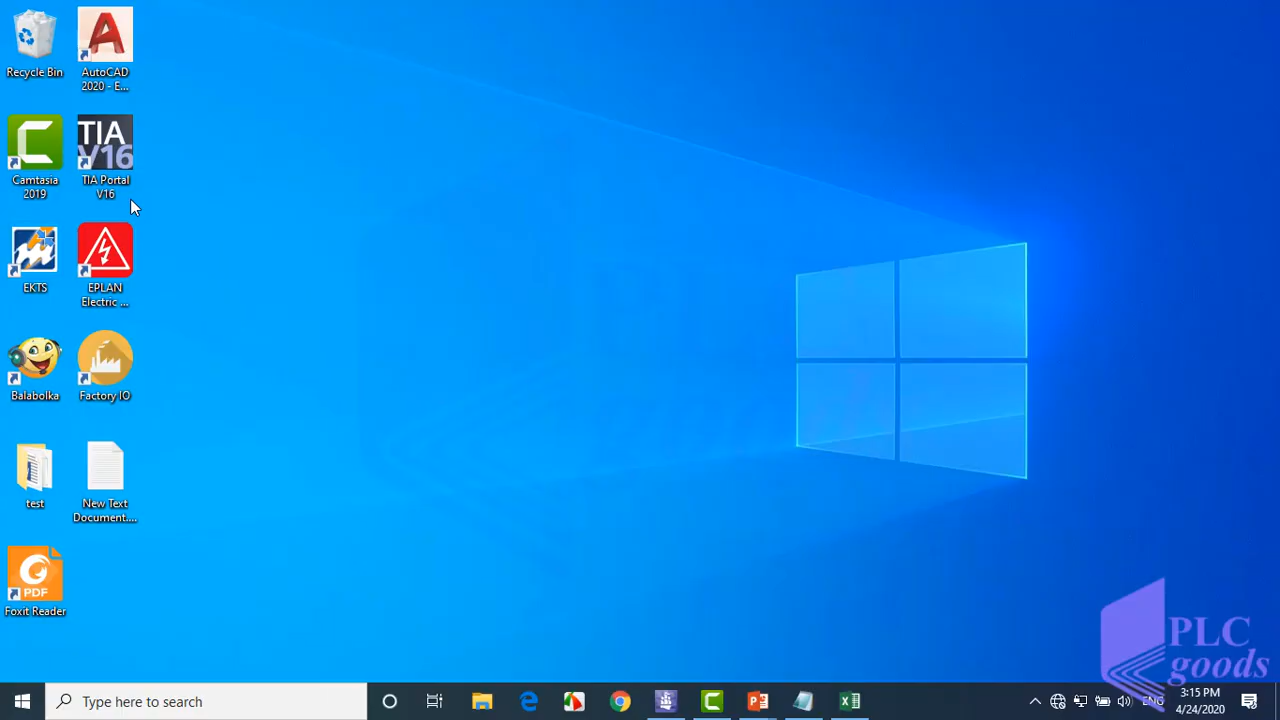 Recycle Bin
AutoCAD
2020 - E...
Camtasia
2019
TIA
V16
TIA Portal
V16
EKTS
EPLAN
Electric ...
Balabolka
Factory IO
test
New Text
Document....
PDF
Foxit Reader
PLC
goods
Type here to search
ENG
3:15 PM
4/24/2020